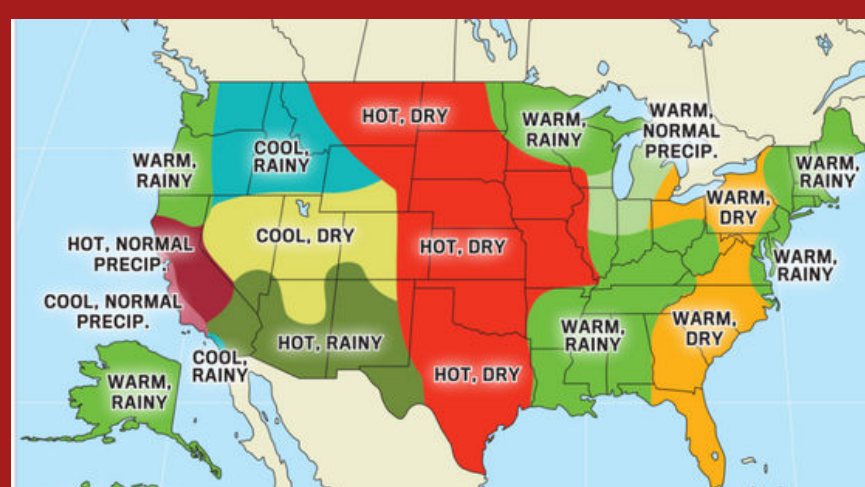 HOT, DRY
WARM,
RAINY
WARM,
NORMAL
PRECIP.
COOL,
RAINY
WARM,
RAINY
WARM,
RAINY
WARM,
DRY
HOT, NORMAL
PRECIP.
COOL, DRY
HOT, DRY
WARM,
RAINY
COOL, NORMAL
PRECIP.
HOT, RAINY
WARM,
RAINY
WARM,
DRY
COOL,
RAINY
HOT, DRY
WARM,
RAINY